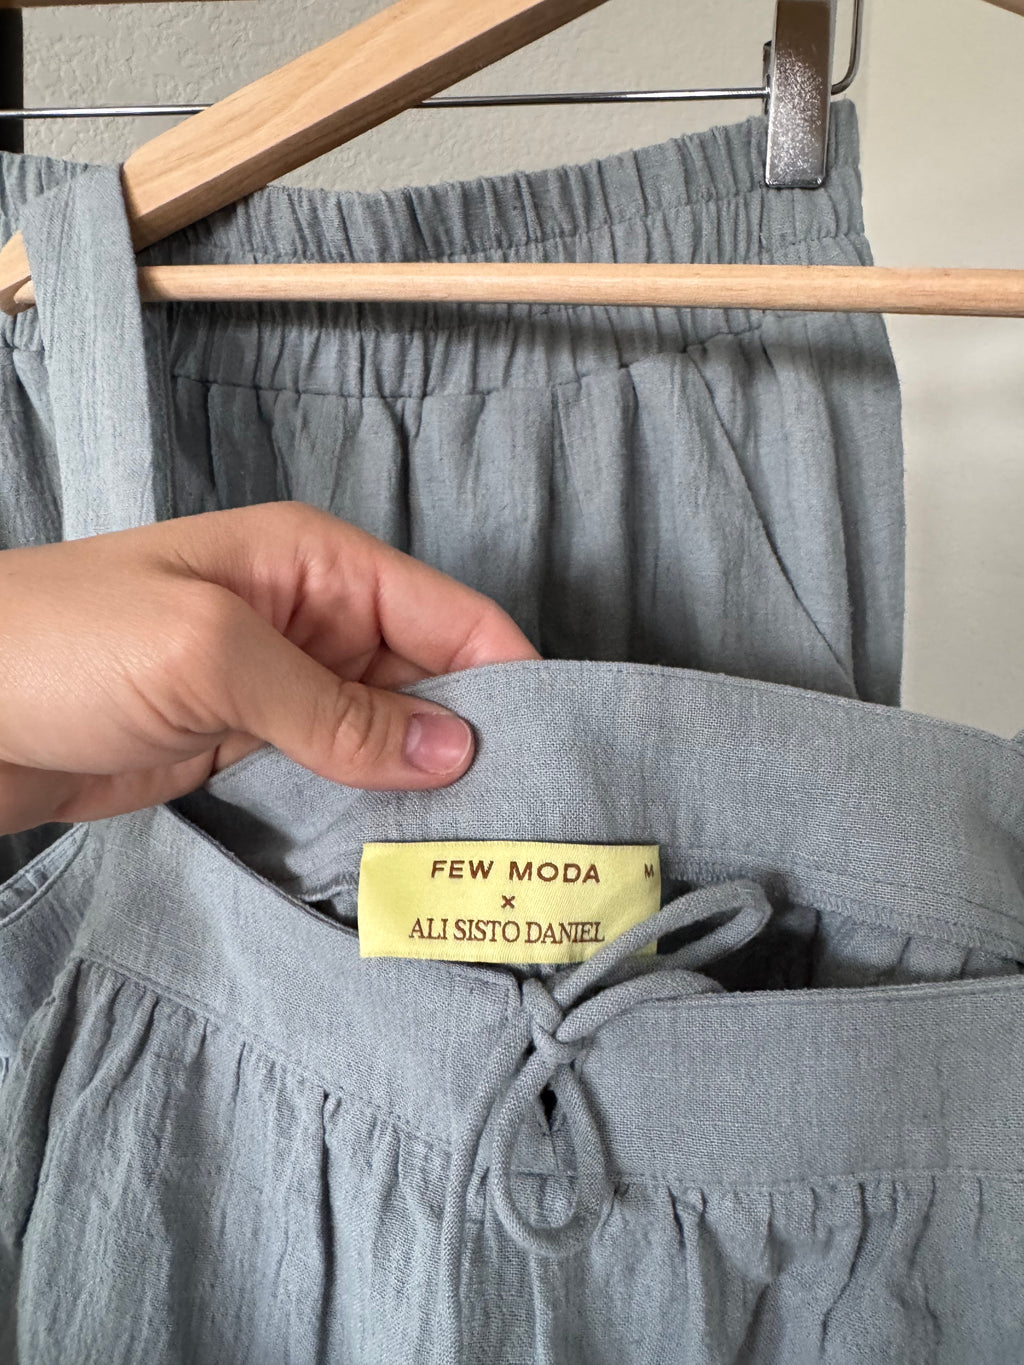 FEW MODA M
×
ALI SISTO DANIEL